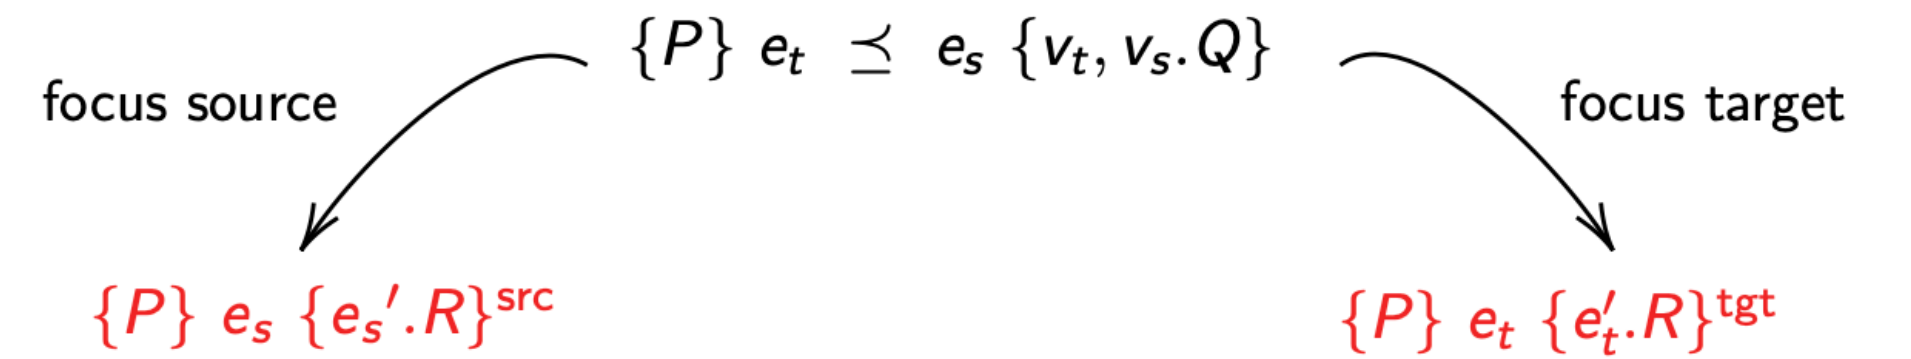 {P} e_t ⪯ e_s {v_t, v_s. Q}
focus source
focus target
{P} e_s {e_s'. R}^src
{P} e_t {e_t'. R}^tgt